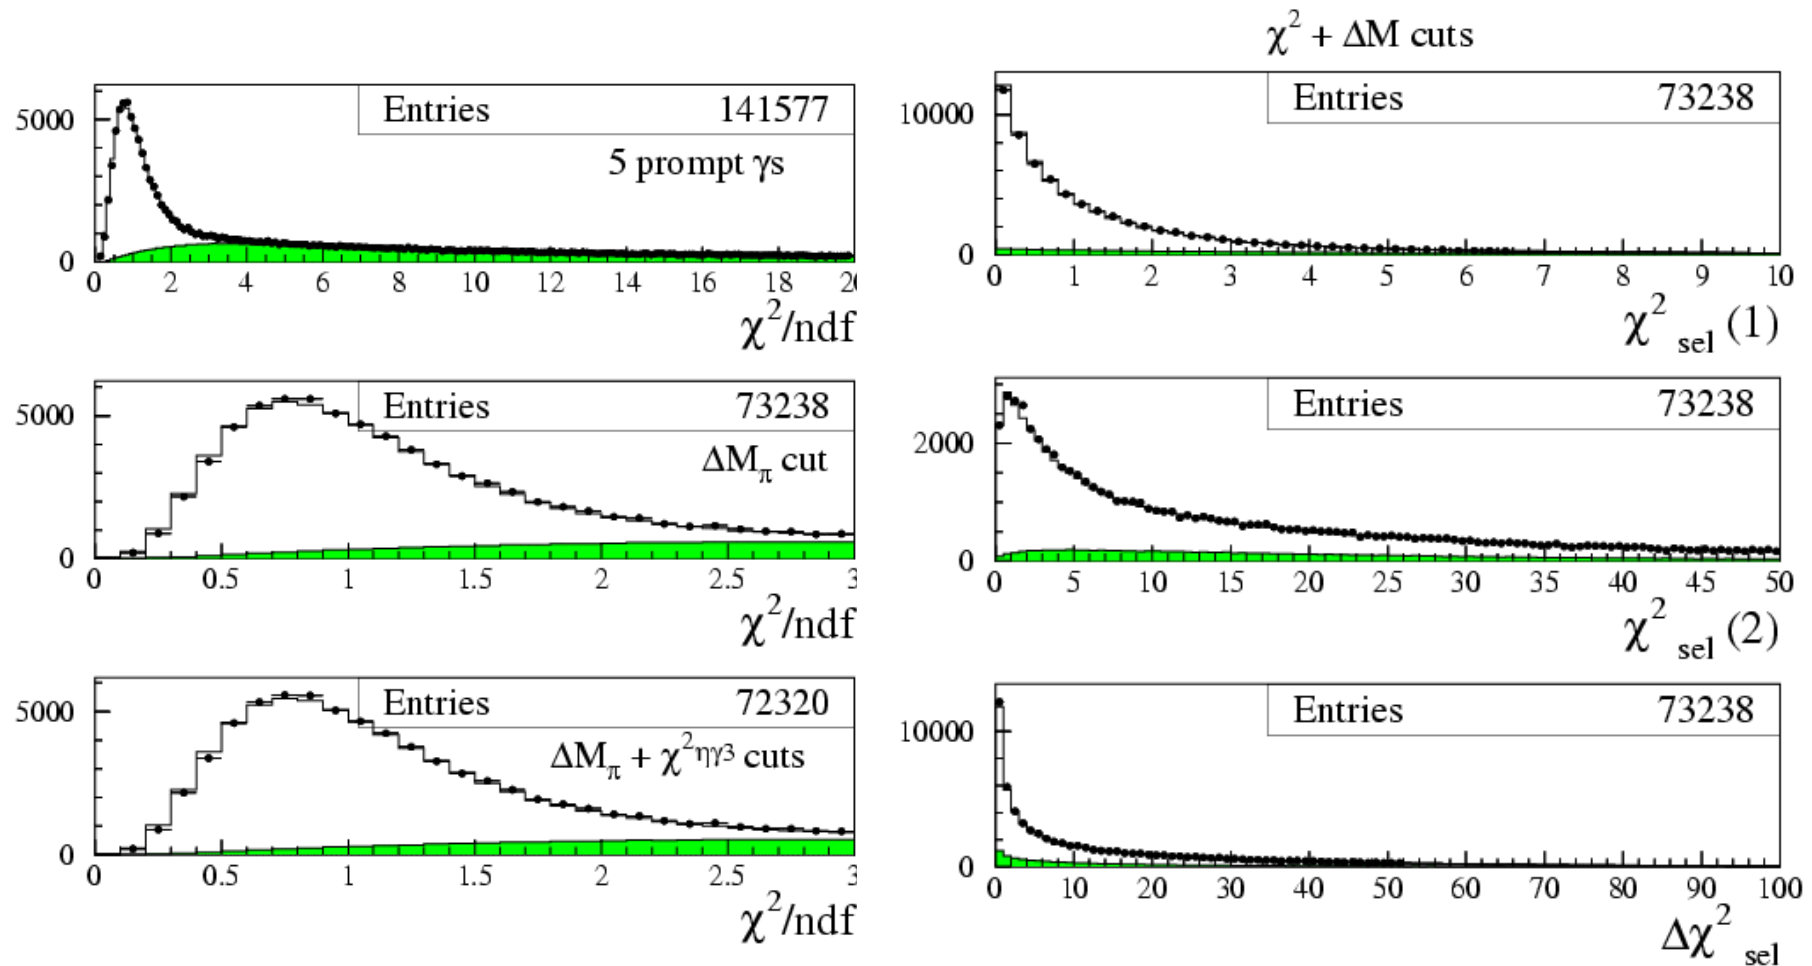 Entries 141577
5 prompt γs
5000
0
0 2 4 6 8 10 12 14 16 18 20
χ²/ndf
Entries 73238
ΔMπ cut
5000
0
0 0.5 1 1.5 2 2.5 3
χ²/ndf
Entries 72320
ΔMπ + χ²ηγ3 cuts
5000
0
0 0.5 1 1.5 2 2.5 3
χ²/ndf
χ² + ΔM cuts
Entries 73238
10000
0
0 1 2 3 4 5 6 7 8 9 10
χ² sel (1)
Entries 73238
2000
0
0 5 10 15 20 25 30 35 40 45 50
χ² sel (2)
Entries 73238
10000
0
0 10 20 30 40 50 60 70 80 90 100
Δχ² sel